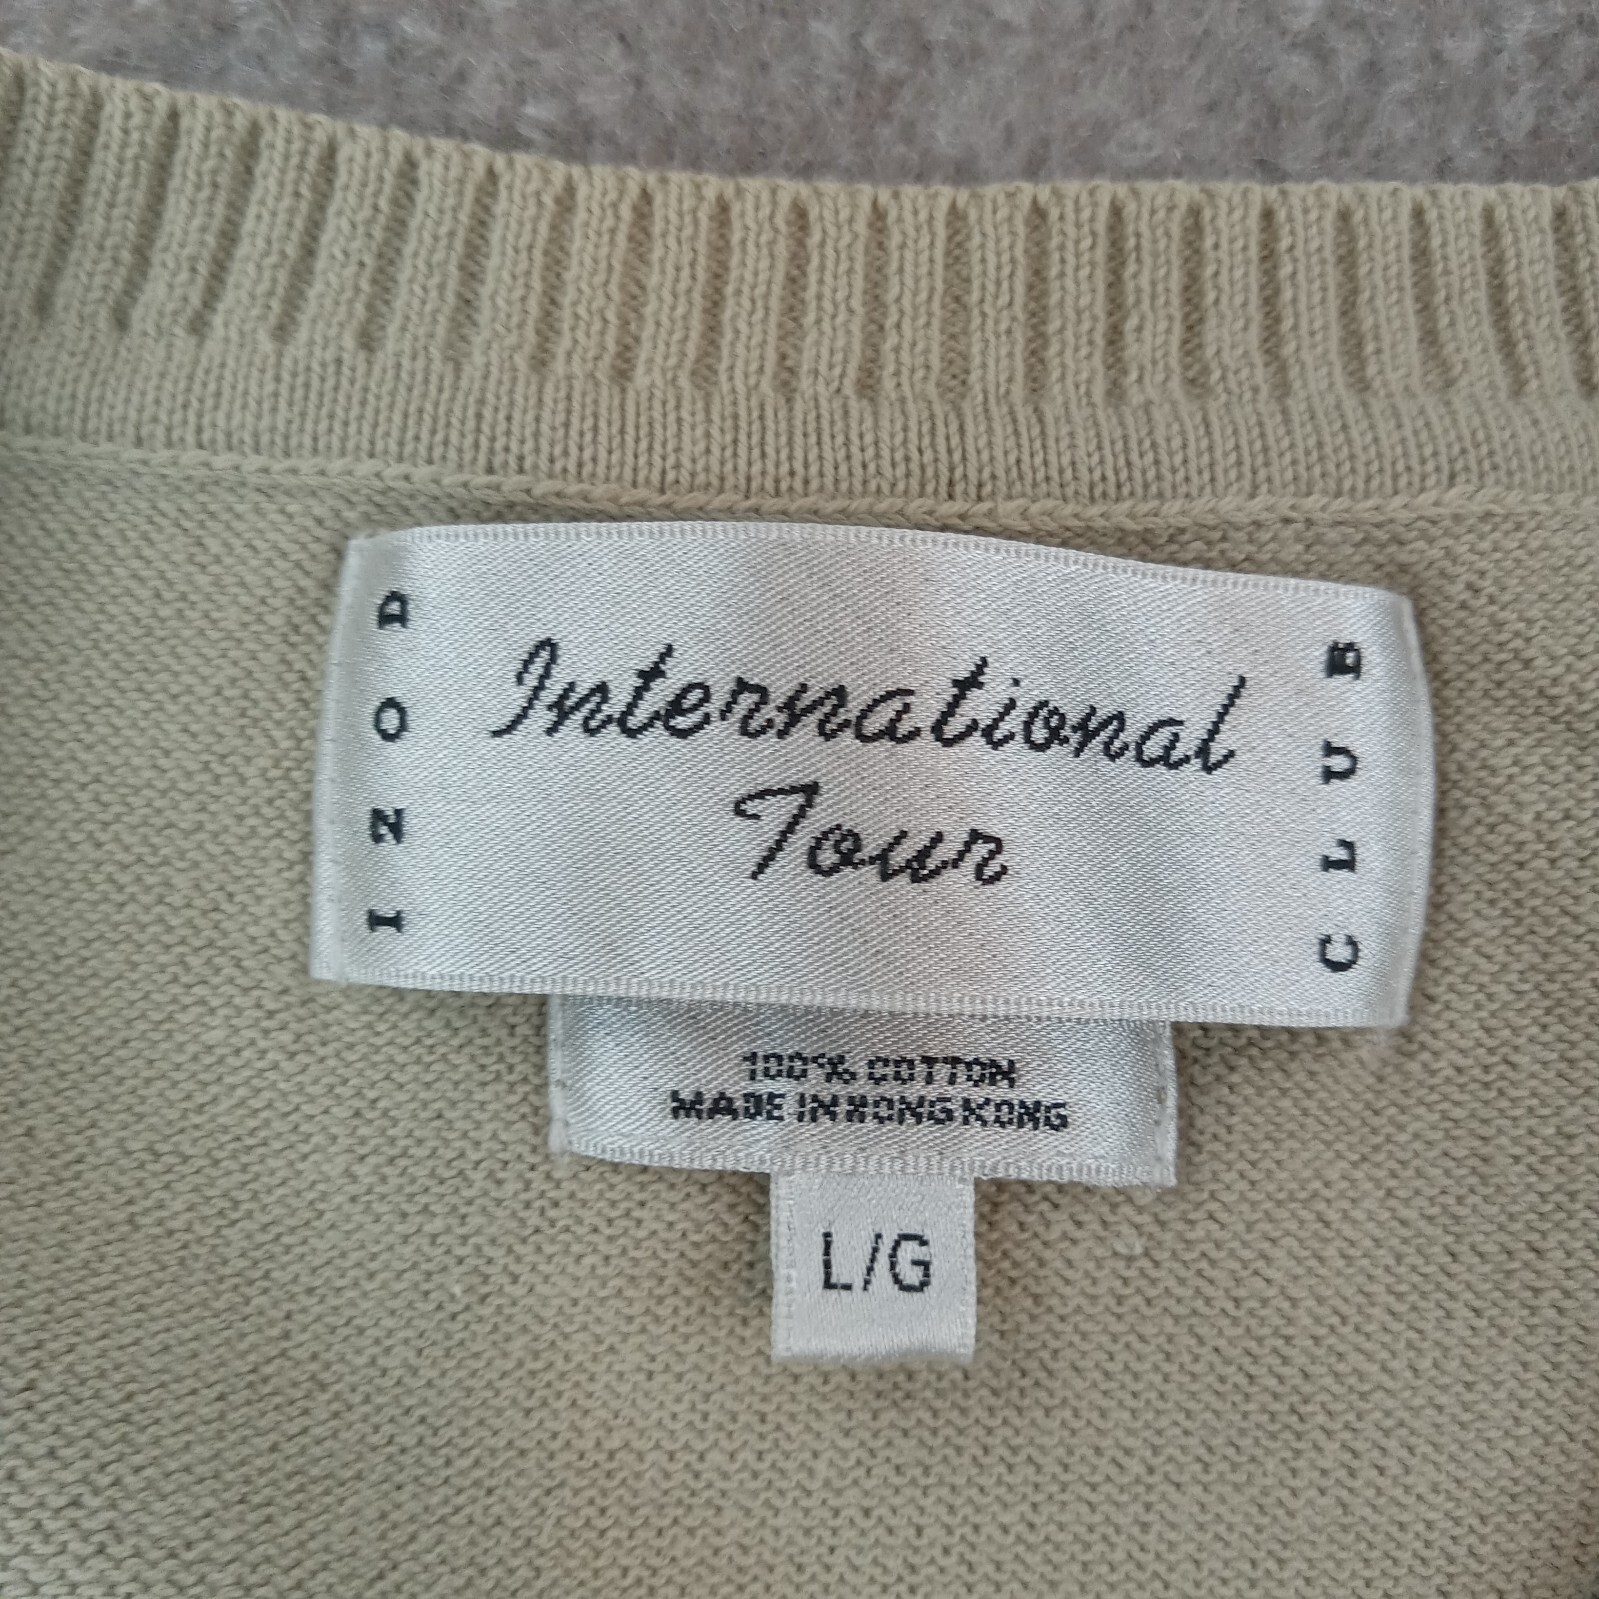 IZOD
International
Tour
CLUB
100% COTTON
MADE IN HONG KONG
L/G